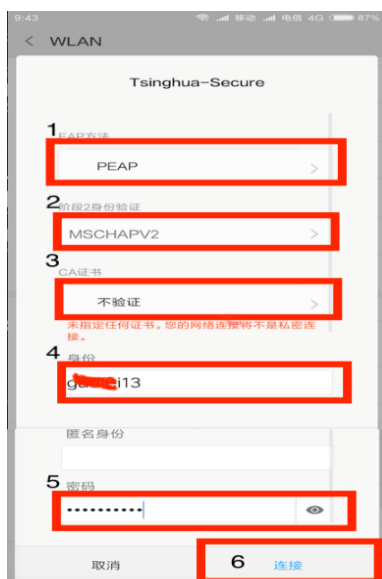 9:43 移动 电信 4G 87%
< WLAN
Tsinghua-Secure
1 EAP方法
PEAP >
2 阶段2身份验证
MSCHAPV2 >
3 CA证书
不验证 >
未指定任何证书。您的网络连接将不是私密连
接。
4 身份
i13
匿名身份
5 密码
••••••••••
取消 6 连接